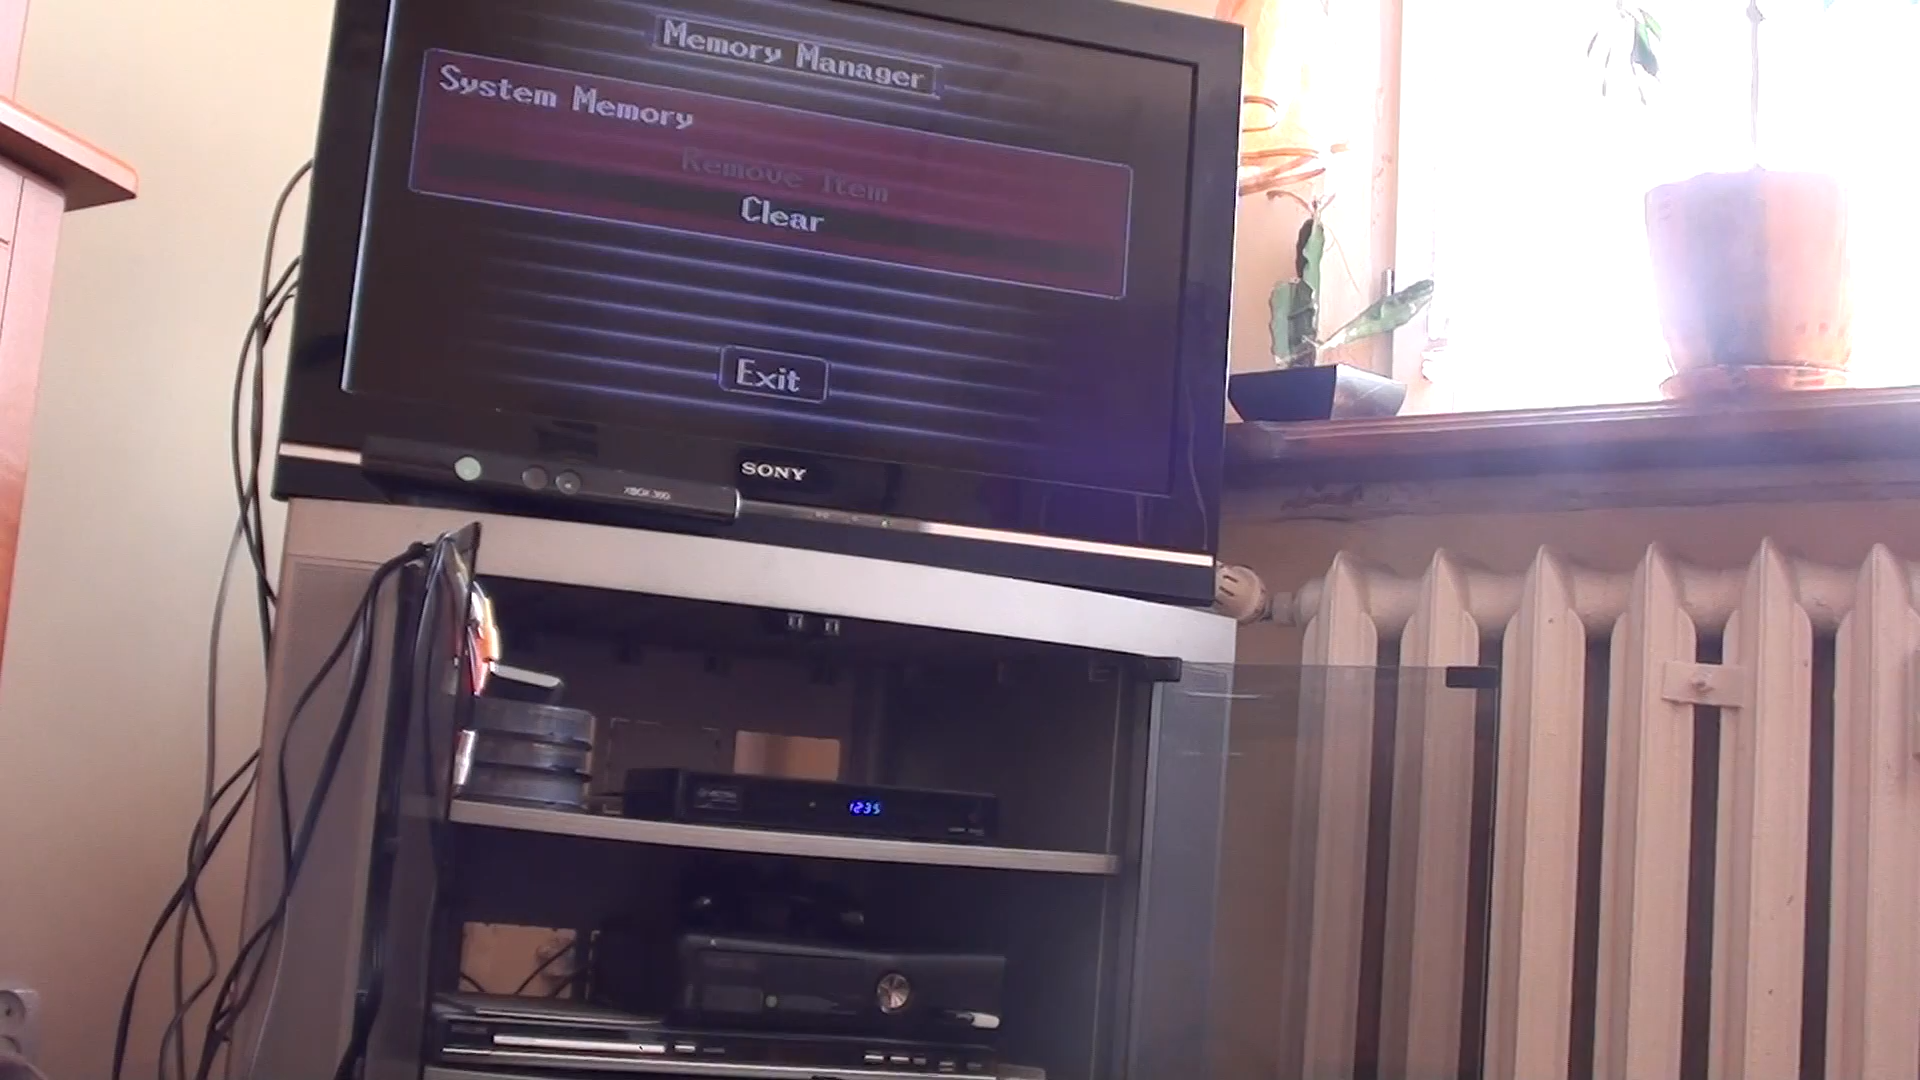 Memory Manager
System Memory
Remove Item
Clear
Exit
SONY
XBOX 360
1235